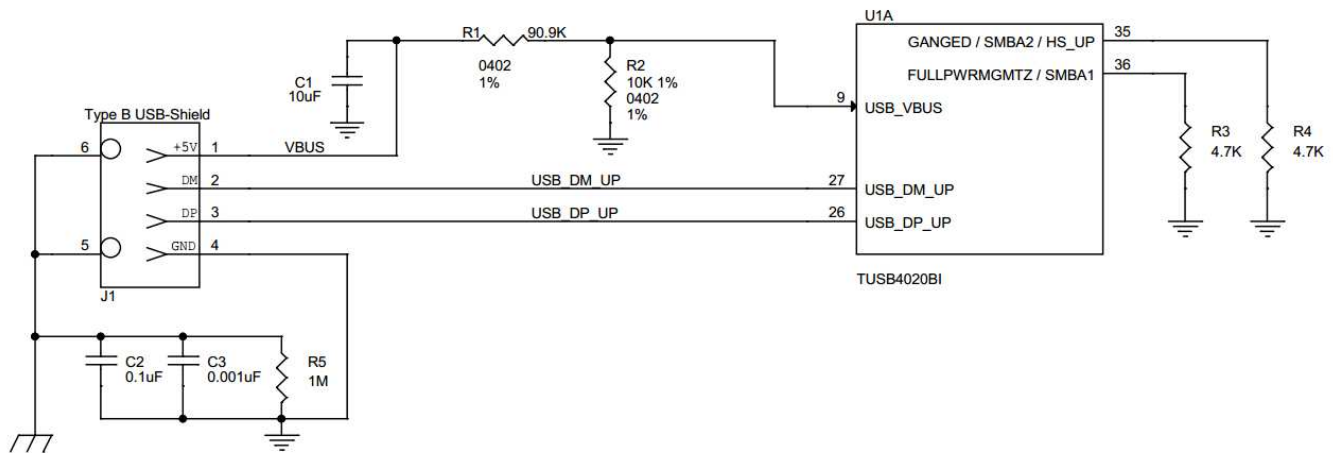 U1A
R1 90.9K
0402
1%
C1
10uF
R2
10K 1%
0402
1%
GANGED / SMBA2 / HS_UP 35
FULLPWRMGMTZ / SMBA1 36
9 USB_VBUS
R3
4.7K
R4
4.7K
Type B USB-Shield
6 +5V 1 VBUS
DM 2 USB_DM_UP 27 USB_DM_UP
DP 3 USB_DP_UP 26 USB_DP_UP
5 GND 4
J1
TUSB4020BI
C2
0.1uF
C3
0.001uF
R5
1M